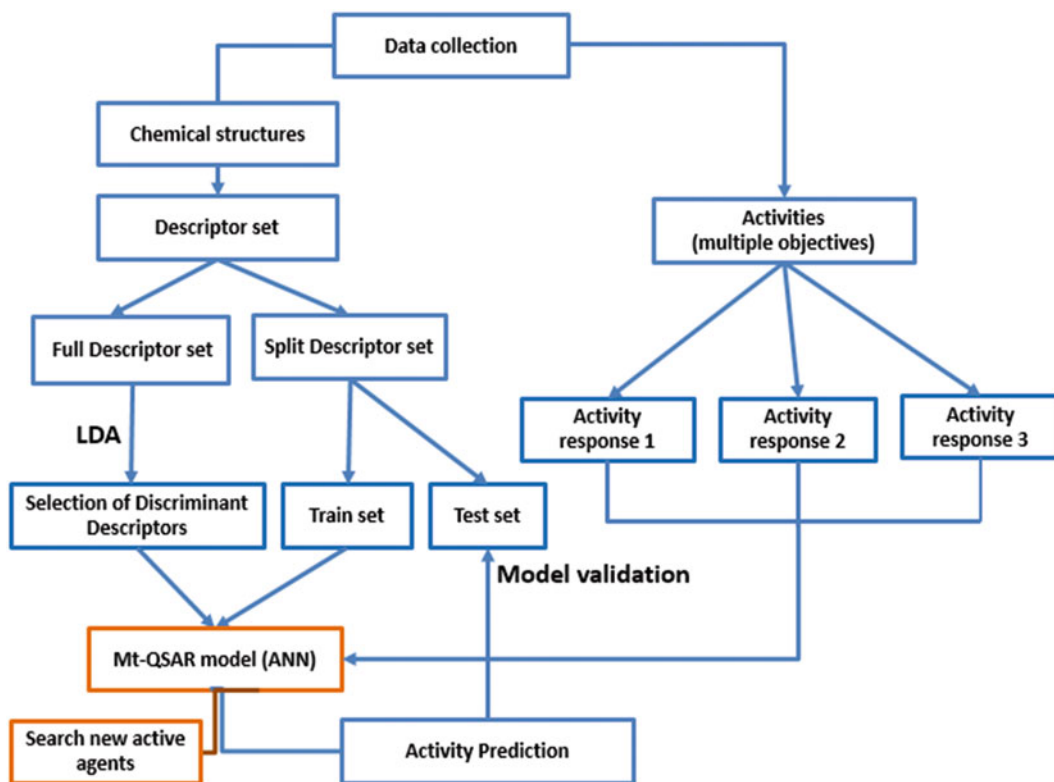 Data collection
Chemical structures
Descriptor set
Activities
(multiple objectives)
Full Descriptor set
Split Descriptor set
LDA
Activity
response 1
Activity
response 2
Activity
response 3
Selection of Discriminant
Descriptors
Train set
Test set
Model validation
Mt-QSAR model (ANN)
Search new active
agents
Activity Prediction